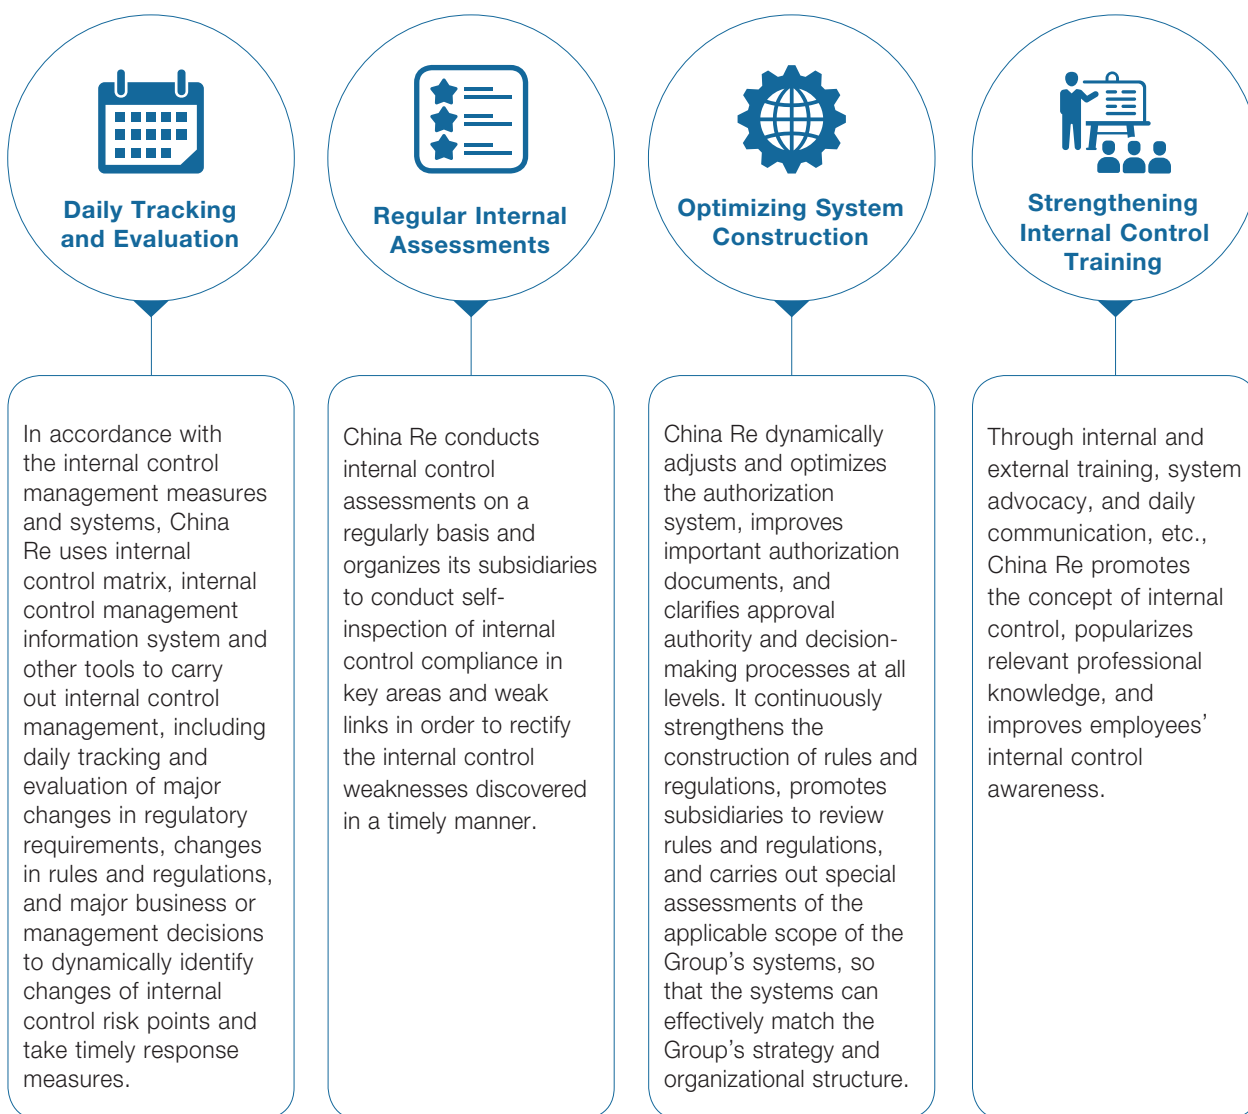 Daily Tracking
and Evaluation
In accordance with
the internal control
management measures
and systems, China
Re uses internal
control matrix, internal
control management
information system and
other tools to carry
out internal control
management, including
daily tracking and
evaluation of major
changes in regulatory
requirements, changes
in rules and regulations,
and major business or
management decisions
to dynamically identify
changes of internal
control risk points and
take timely response
measures.
Regular Internal
Assessments
China Re conducts
internal control
assessments on a
regularly basis and
organizes its subsidiaries
to conduct self-
inspection of internal
control compliance in
key areas and weak
links in order to rectify
the internal control
weaknesses discovered
in a timely manner.
Optimizing System
Construction
China Re dynamically
adjusts and optimizes
the authorization
system, improves
important authorization
documents, and
clarifies approval
authority and decision-
making processes at all
levels. It continuously
strengthens the
construction of rules and
regulations, promotes
subsidiaries to review
rules and regulations,
and carries out special
assessments of the
applicable scope of the
Group’s systems, so
that the systems can
effectively match the
Group’s strategy and
organizational structure.
Strengthening
Internal Control
Training
Through internal and
external training, system
advocacy, and daily
communication, etc.,
China Re promotes
the concept of internal
control, popularizes
relevant professional
knowledge, and
improves employees’
internal control
awareness.